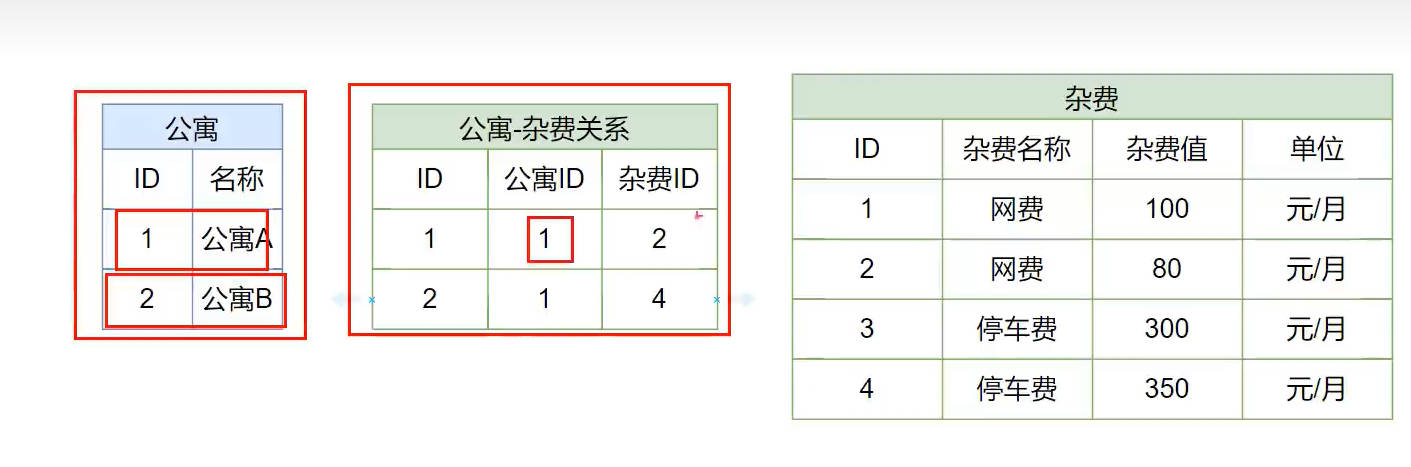 公寓
ID 名称
1 公寓A
2 公寓B
公寓-杂费关系
ID 公寓ID 杂费ID
1 1 2
2 1 4
杂费
ID 杂费名称 杂费值 单位
1 网费 100 元/月
2 网费 80 元/月
3 停车费 300 元/月
4 停车费 350 元/月